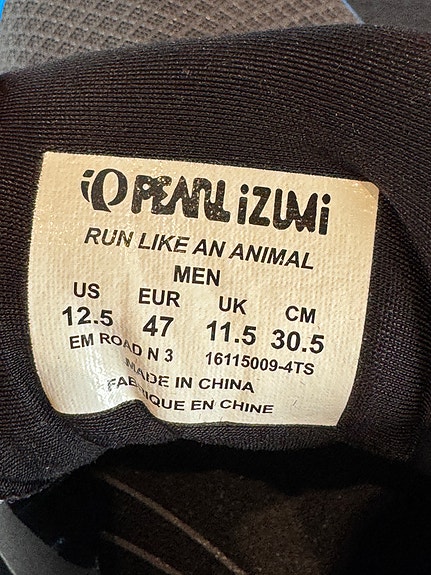 PEARL iZUMi
RUN LIKE AN ANIMAL
MEN
US EUR UK CM
12.5 47 11.5 30.5
EM ROAD N 3 16115009-4TS
MADE IN CHINA
FABRIQUE EN CHINE